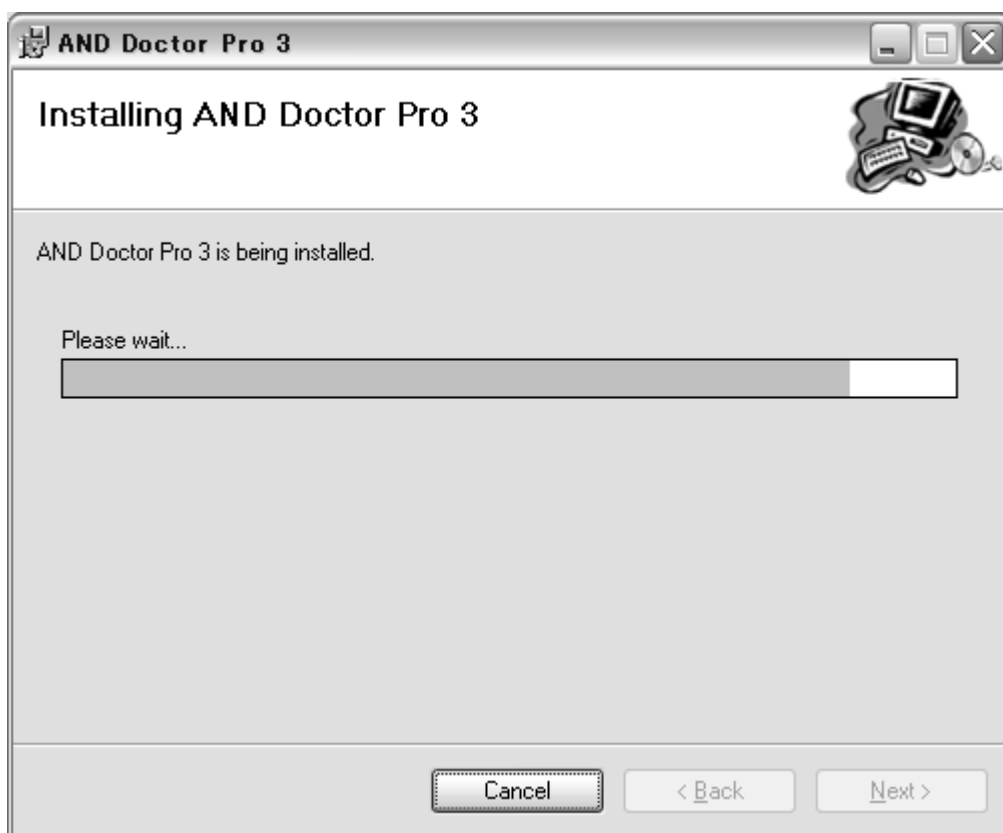 AND Doctor Pro 3
Installing AND Doctor Pro 3
AND Doctor Pro 3 is being installed.
Please wait...
Cancel
< Back
Next >